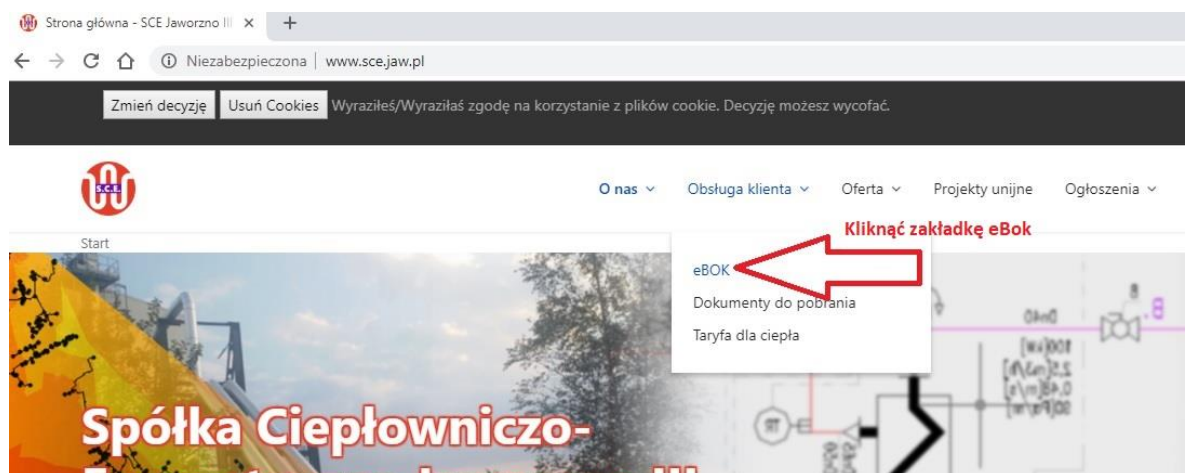 Strona główna - SCE Jaworzno III
Niezabezpieczona | www.sce.jaw.pl
Zmień decyzję Usuń Cookies Wyraziłeś/Wyraziłaś zgodę na korzystanie z plików cookie. Decyzję możesz wycofać.
S.C.E.
O nas Obsługa klienta Oferta Projekty unijne Ogłoszenia
Kliknąć zakładkę eBok
Start
eBOK
Dokumenty do pobrania
Taryfa dla ciepła
Spółka Ciepłowniczo-